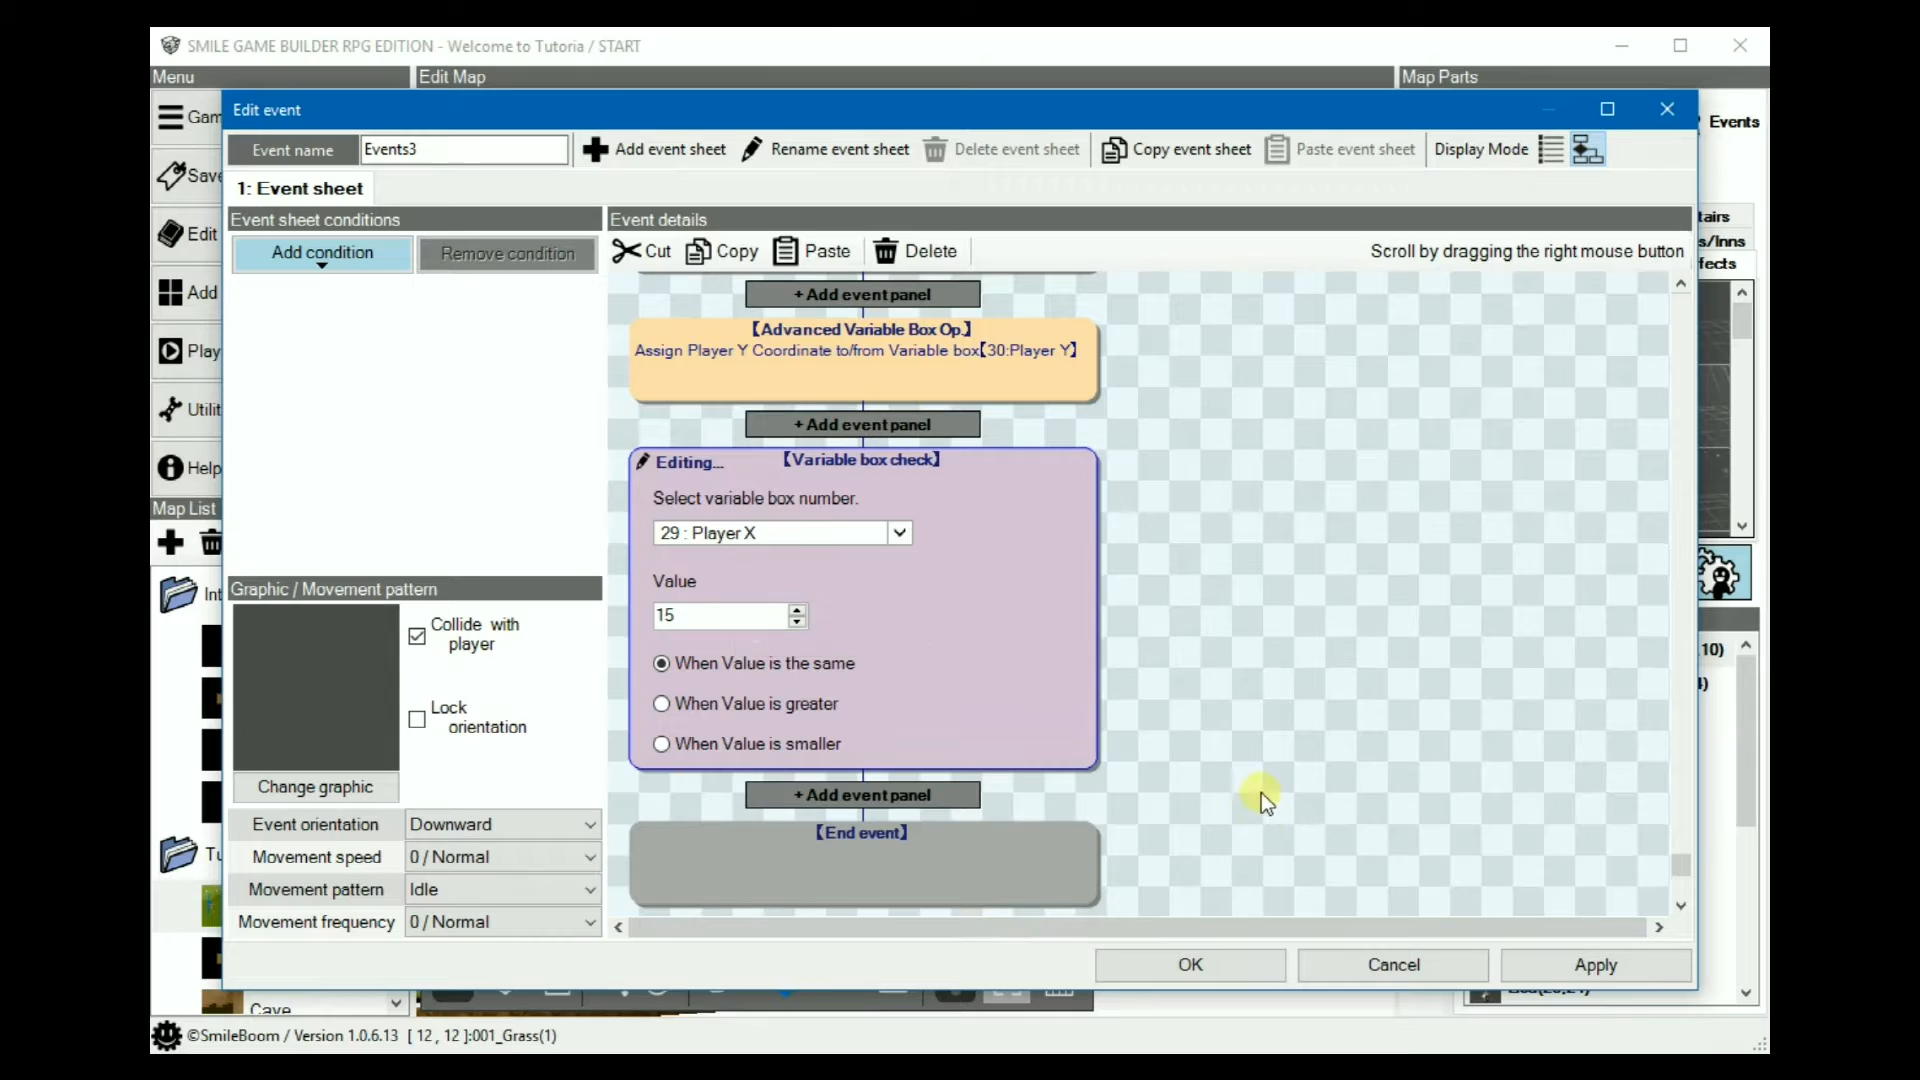 SMILE GAME BUILDER RPG EDITION - Welcome to Tutoria / START
Menu
Edit Map
Map Parts
Edit event
Events
Event name
Events3
Add event sheet
Rename event sheet
Delete event sheet
Copy event sheet
Paste event sheet
Display Mode
1: Event sheet
Event sheet conditions
Event details
Add condition
Remove condition
Cut
Copy
Paste
Delete
Scroll by dragging the right mouse button
Edit
Add
Play
Help
Map List
+ Add event panel
【Advanced Variable Box Op.】
Assign Player Y Coordinate to/from Variable box【30:Player Y】
+ Add event panel
Editing...
【Variable box check】
Select variable box number.
29 : Player X
Value
15
When Value is the same
When Value is greater
When Value is smaller
+ Add event panel
【End event】
Graphic / Movement pattern
Collide with
player
Lock
orientation
Change graphic
Event orientation
Downward
Movement speed
0 / Normal
Movement pattern
Idle
Movement frequency
0 / Normal
OK
Cancel
Apply
Cave
©SmileBoom / Version 1.0.6.13 [ 12 , 12 ]:001_Grass(1)